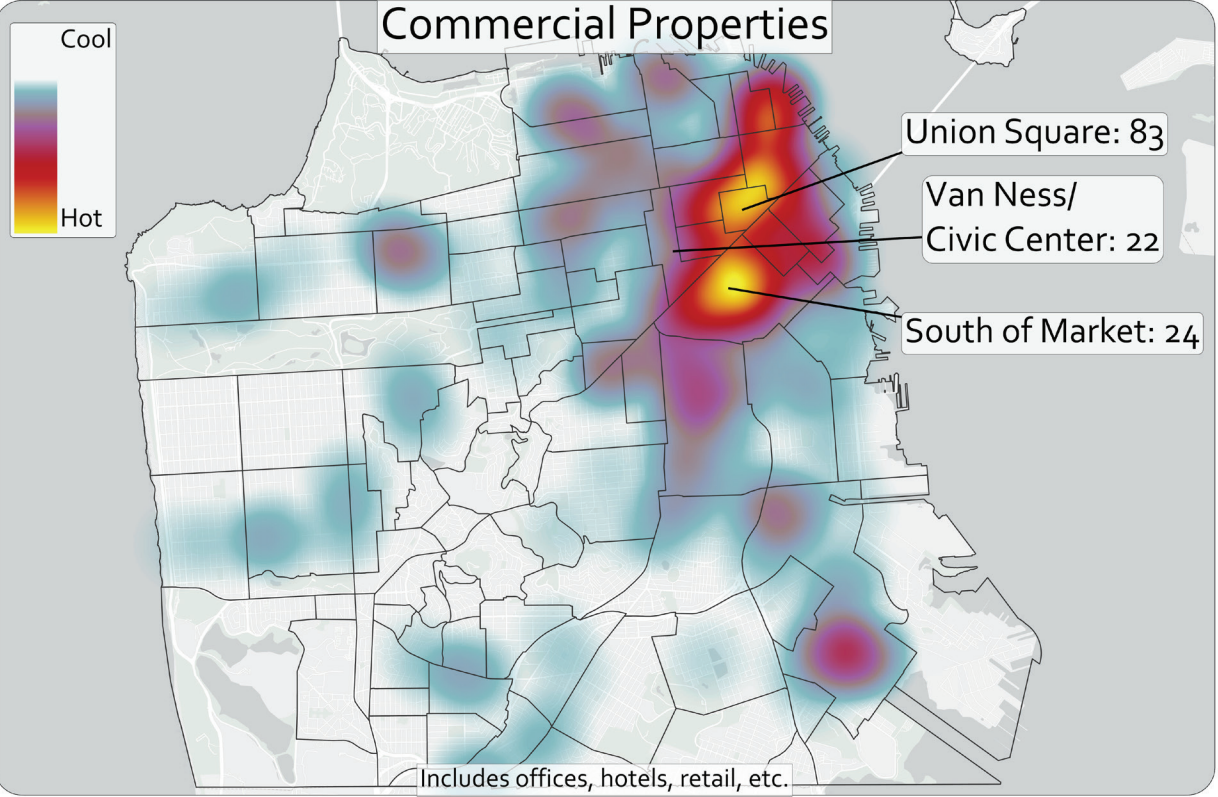 Commercial Properties
Cool
Hot
Union Square: 83
Van Ness/
Civic Center: 22
South of Market: 24
Includes offices, hotels, retail, etc.